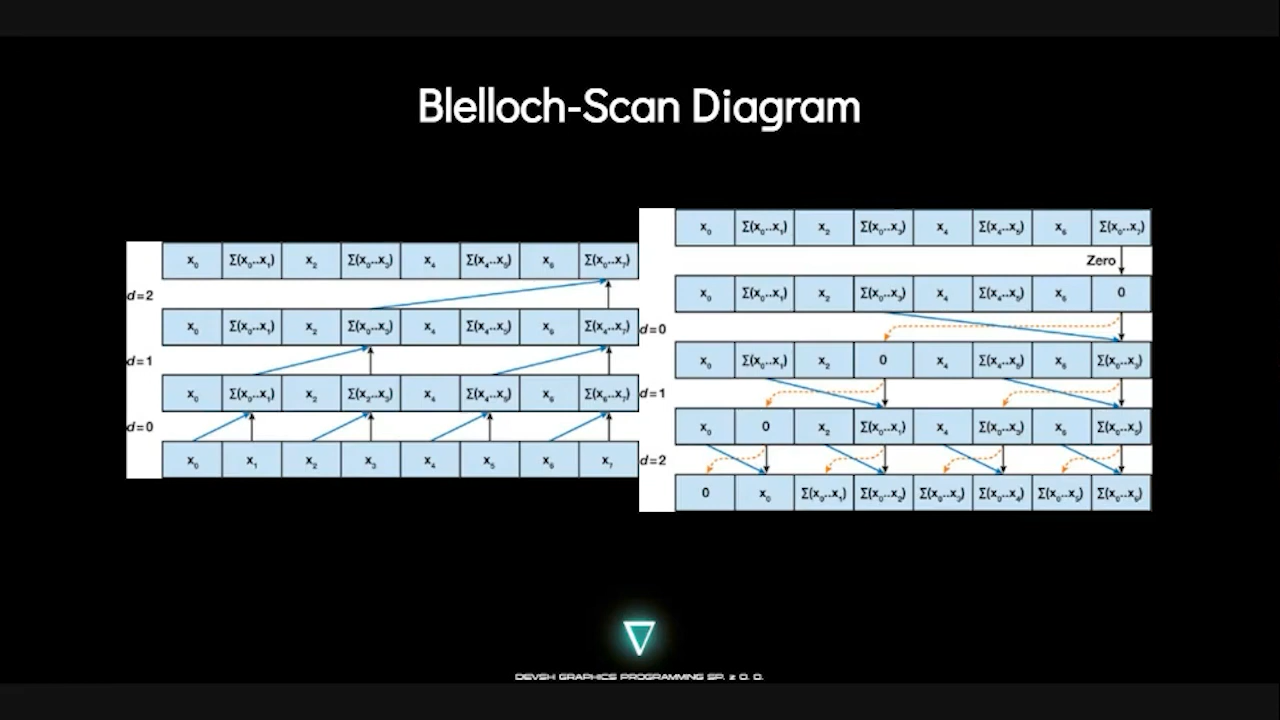 Blelloch-Scan Diagram
x₀ Σ(x₀..x₁) x₂ Σ(x₀..x₃) x₄ Σ(x₄..x₅) x₆ Σ(x₀..x₇)
d=2
x₀ Σ(x₀..x₁) x₂ Σ(x₀..x₃) x₄ Σ(x₄..x₅) x₆ Σ(x₄..x₇)
d=1
x₀ Σ(x₀..x₁) x₂ Σ(x₂..x₃) x₄ Σ(x₄..x₅) x₆ Σ(x₆..x₇)
d=0
x₀ x₁ x₂ x₃ x₄ x₅ x₆ x₇
x₀ Σ(x₀..x₁) x₂ Σ(x₀..x₃) x₄ Σ(x₄..x₅) x₆ Σ(x₀..x₇)
Zero
x₀ Σ(x₀..x₁) x₂ Σ(x₀..x₃) x₄ Σ(x₄..x₅) x₆ 0
d=0
x₀ Σ(x₀..x₁) x₂ 0 x₄ Σ(x₄..x₅) x₆ Σ(x₀..x₃)
d=1
x₀ 0 x₂ Σ(x₀..x₁) x₄ Σ(x₀..x₃) x₆ Σ(x₀..x₅)
d=2
0 x₀ Σ(x₀..x₁) Σ(x₀..x₂) Σ(x₀..x₃) Σ(x₀..x₄) Σ(x₀..x₅) Σ(x₀..x₆)
DEVSH GRAPHICS PROGRAMMING SP. Z O. O.